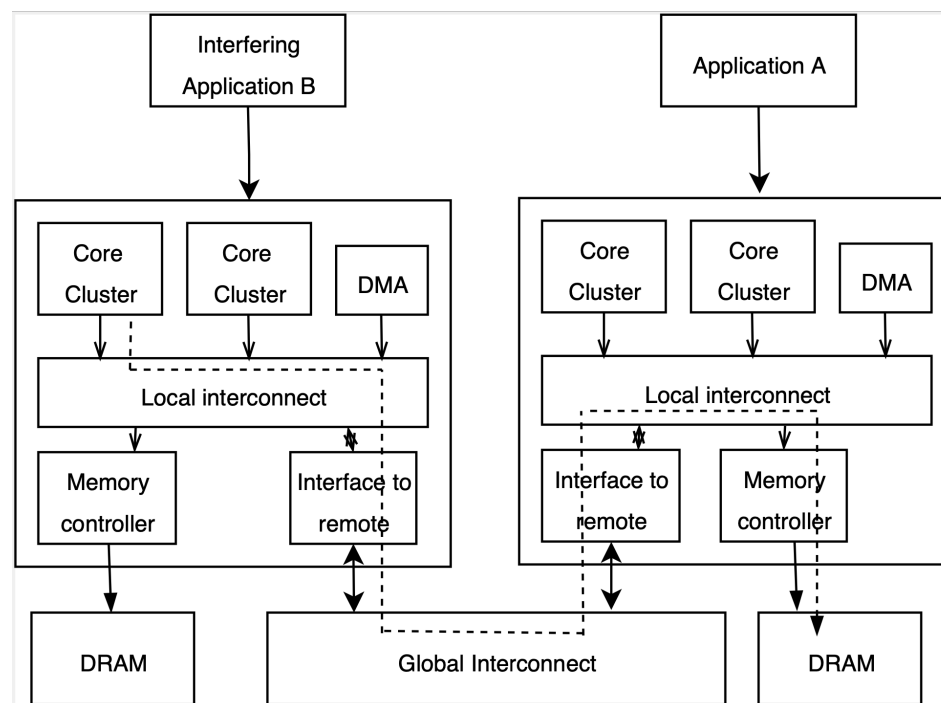 Interfering
Application B
Application A
Core
Cluster
Core
Cluster
DMA
Local interconnect
Memory
controller
Interface to
remote
Core
Cluster
Core
Cluster
DMA
Local interconnect
Interface to
remote
Memory
controller
DRAM
Global Interconnect
DRAM